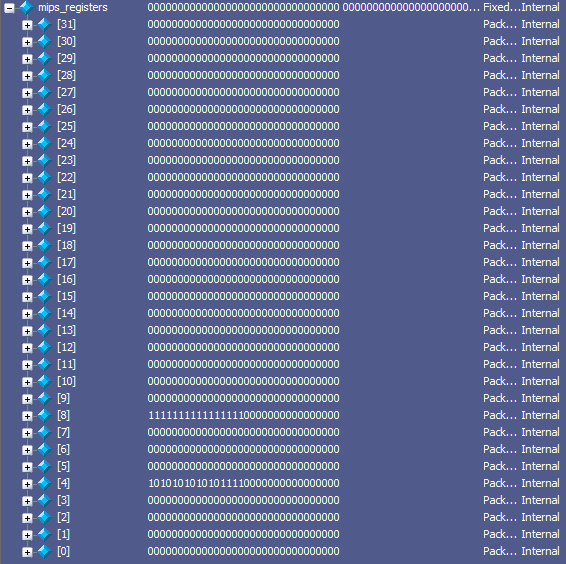 mips_registers 00000000000000000000000000000000 000000000000000000000... Fixed... Internal
[31] 00000000000000000000000000000000 Pack... Internal
[30] 00000000000000000000000000000000 Pack... Internal
[29] 00000000000000000000000000000000 Pack... Internal
[28] 00000000000000000000000000000000 Pack... Internal
[27] 00000000000000000000000000000000 Pack... Internal
[26] 00000000000000000000000000000000 Pack... Internal
[25] 00000000000000000000000000000000 Pack... Internal
[24] 00000000000000000000000000000000 Pack... Internal
[23] 00000000000000000000000000000000 Pack... Internal
[22] 00000000000000000000000000000000 Pack... Internal
[21] 00000000000000000000000000000000 Pack... Internal
[20] 00000000000000000000000000000000 Pack... Internal
[19] 00000000000000000000000000000000 Pack... Internal
[18] 00000000000000000000000000000000 Pack... Internal
[17] 00000000000000000000000000000000 Pack... Internal
[16] 00000000000000000000000000000000 Pack... Internal
[15] 00000000000000000000000000000000 Pack... Internal
[14] 00000000000000000000000000000000 Pack... Internal
[13] 00000000000000000000000000000000 Pack... Internal
[12] 00000000000000000000000000000000 Pack... Internal
[11] 00000000000000000000000000000000 Pack... Internal
[10] 00000000000000000000000000000000 Pack... Internal
[9] 00000000000000000000000000000000 Pack... Internal
[8] 11111111111111110000000000000000 Pack... Internal
[7] 00000000000000000000000000000000 Pack... Internal
[6] 00000000000000000000000000000000 Pack... Internal
[5] 00000000000000000000000000000000 Pack... Internal
[4] 10101010101011110000000000000000 Pack... Internal
[3] 00000000000000000000000000000000 Pack... Internal
[2] 00000000000000000000000000000000 Pack... Internal
[1] 00000000000000000000000000000000 Pack... Internal
[0] 00000000000000000000000000000000 Pack... Internal